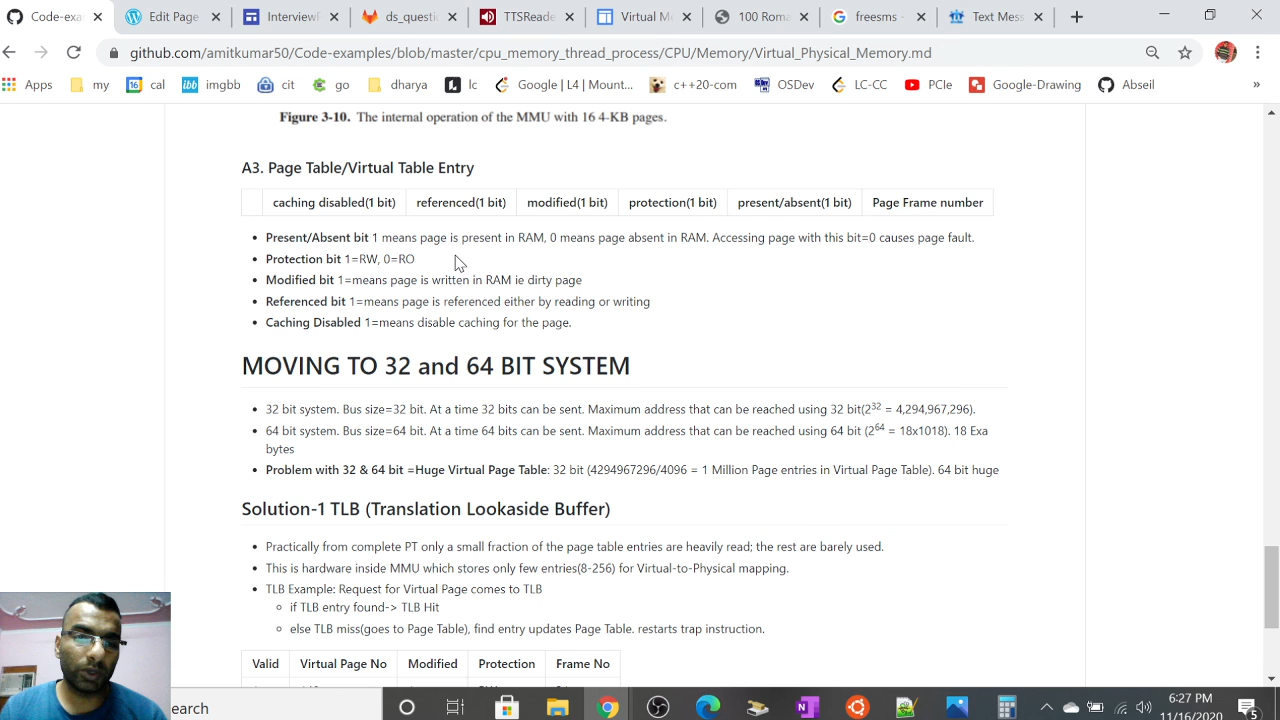 Code-exa
Edit Page
InterviewF
ds_questi
TTSReade
Virtual M
100 Roma
freesms -
Text Mess
github.com/amitkumar50/Code-examples/blob/master/cpu_memory_thread_process/CPU/Memory/Virtual_Physical_Memory.md
Apps my cal imgbb cit go dharya lc Google | L4 | Mount... c++20-com OSDev LC-CC PCIe Google-Drawing Abseil »
Figure 3-10. The internal operation of the MMU with 16 4-KB pages.
A3. Page Table/Virtual Table Entry
caching disabled(1 bit) referenced(1 bit) modified(1 bit) protection(1 bit) present/absent(1 bit) Page Frame number
• Present/Absent bit 1 means page is present in RAM, 0 means page absent in RAM. Accessing page with this bit=0 causes page fault.
• Protection bit 1=RW, 0=RO
• Modified bit 1=means page is written in RAM ie dirty page
• Referenced bit 1=means page is referenced either by reading or writing
• Caching Disabled 1=means disable caching for the page.
MOVING TO 32 and 64 BIT SYSTEM
• 32 bit system. Bus size=32 bit. At a time 32 bits can be sent. Maximum address that can be reached using 32 bit(2^32 = 4,294,967,296).
• 64 bit system. Bus size=64 bit. At a time 64 bits can be sent. Maximum address that can be reached using 64 bit (2^64 = 18x1018). 18 Exa
bytes
• Problem with 32 & 64 bit =Huge Virtual Page Table: 32 bit (4294967296/4096 = 1 Million Page entries in Virtual Page Table). 64 bit huge
Solution-1 TLB (Translation Lookaside Buffer)
• Practically from complete PT only a small fraction of the page table entries are heavily read; the rest are barely used.
• This is hardware inside MMU which stores only few entries(8-256) for Virtual-to-Physical mapping.
• TLB Example: Request for Virtual Page comes to TLB
○ if TLB entry found-> TLB Hit
○ else TLB miss(goes to Page Table), find entry updates Page Table. restarts trap instruction.
Valid Virtual Page No Modified Protection Frame No
earch
6:27 PM
11/16/2020
5